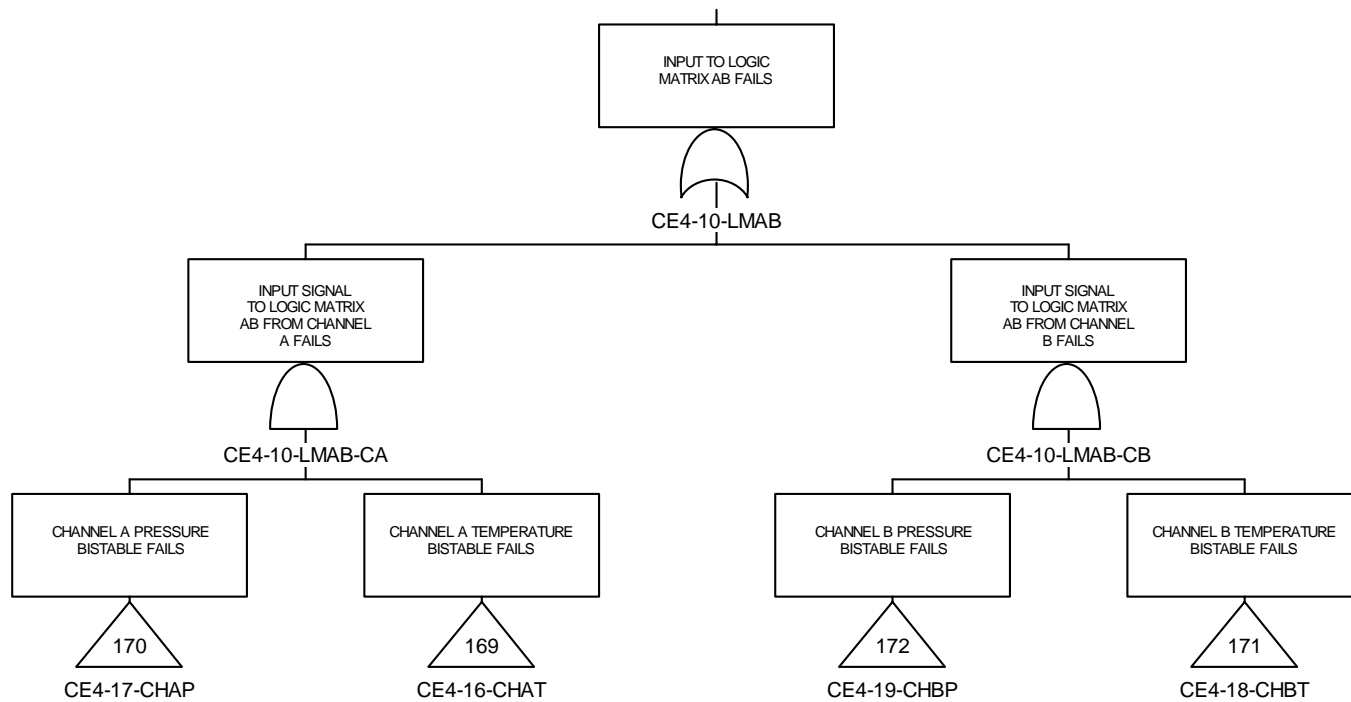 INPUT TO LOGIC
MATRIX AB FAILS
CE4-10-LMAB
INPUT SIGNAL
TO LOGIC MATRIX
AB FROM CHANNEL
A FAILS
CE4-10-LMAB-CA
INPUT SIGNAL
TO LOGIC MATRIX
AB FROM CHANNEL
B FAILS
CE4-10-LMAB-CB
CHANNEL A PRESSURE
BISTABLE FAILS
170
CE4-17-CHAP
CHANNEL A TEMPERATURE
BISTABLE FAILS
169
CE4-16-CHAT
CHANNEL B PRESSURE
BISTABLE FAILS
172
CE4-19-CHBP
CHANNEL B TEMPERATURE
BISTABLE FAILS
171
CE4-18-CHBT